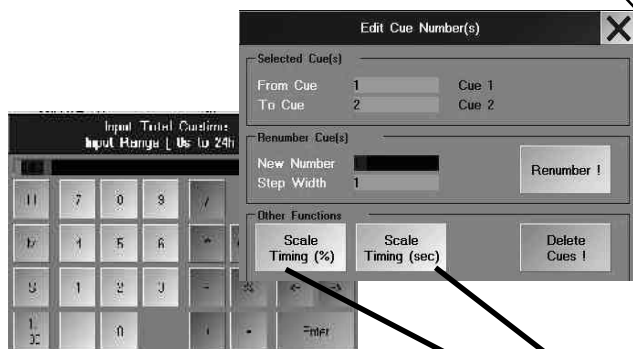 Edit Cue Number(s)
Selected Cue(s)
From Cue 1 Cue 1
To Cue 2 Cue 2
Renumber Cue(s)
New Number
Step Width 1
Renumber !
Other Functions
Scale Timing (%)
Scale Timing (sec)
Delete Cues !
Input Total Cuetime
Input Range [ 0s to 24h
H 7 8 9 /
M 4 5 6
S 1 2 3 -
0 Enter